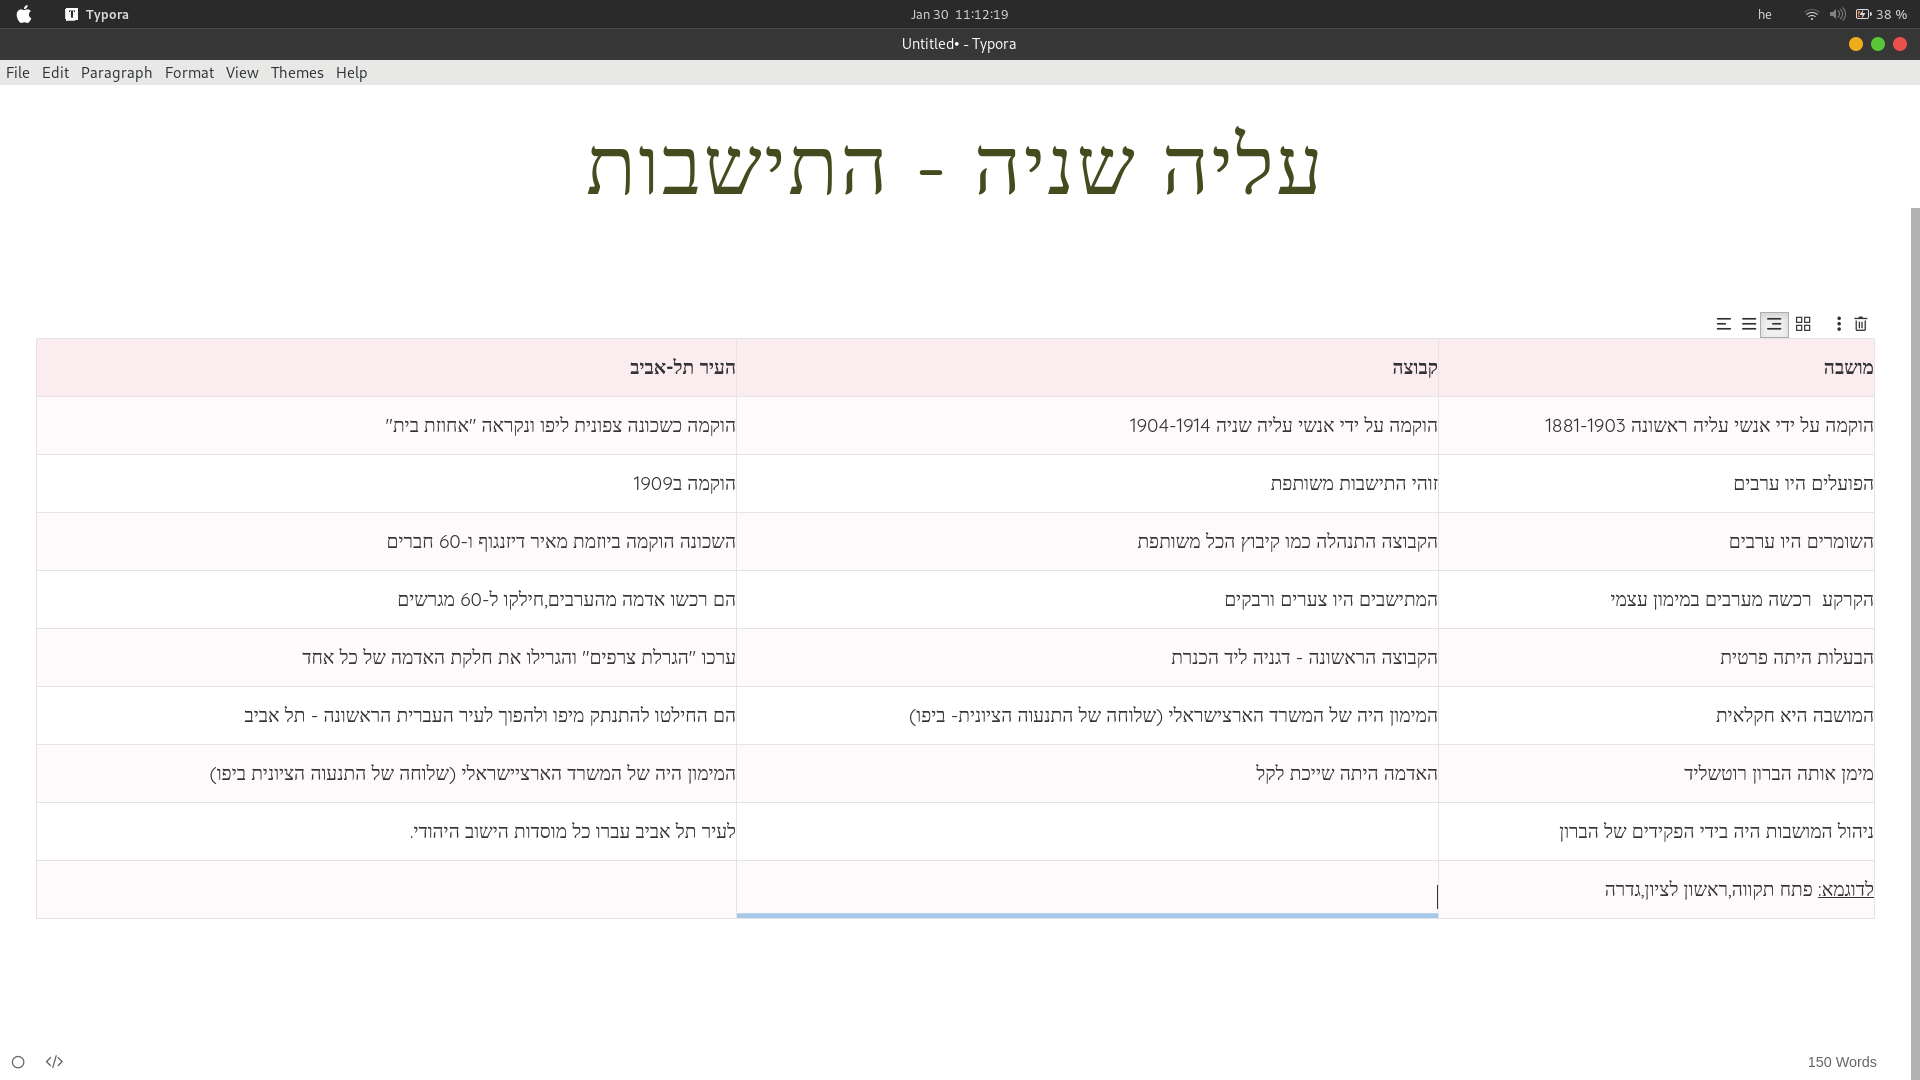 Typora
Jan 30 11:12:19
he
38 %
Untitled• - Typora
File Edit Paragraph Format View Themes Help
עליה שניה - התישבות
מושבה קבוצה העיר תל-אביב
הוקמה על ידי אנשי עליה ראשונה 1881-1903 הוקמה על ידי אנשי עליה שניה 1904-1914 הוקמה כשכונה צפונית ליפו ונקראה "אחוזת בית"
הפועלים היו ערבים זוהי התישבות משותפת הוקמה ב1909
השומרים היו ערבים הקבוצה התנהלה כמו קיבוץ הכל משותפת השכונה הוקמה ביוזמת מאיר דיזנגוף ו-60 חברים
הקרקע רכשה מערבים במימון עצמי המתישבים היו צערים ורבקים הם רכשו אדמה מהערבים,חילקו ל-60 מגרשים
הבעלות היתה פרטית הקבוצה הראשונה - דגניה ליד הכנרת ערכו "הגרלת צרפים" והגרילו את חלקת האדמה של כל אחד
המושבה היא חקלאית המימון היה של המשרד הארצישראלי (שלוחה של התנעוה הציונית- ביפו) הם החילטו להתנתק מיפו ולהפוך לעיר העברית הראשונה - תל אביב
מימן אותה הברון רוטשליד האדמה היתה שייכת לקל המימון היה של המשרד הארציישראלי (שלוחה של התנעוה הציונית ביפו)
ניהול המושבות היה בידי הפקידים של הברון לעיר תל אביב עברו כל מוסדות הישוב היהודי.
לדוגמא: פתח תקווה,ראשון לציון,גדרה
150 Words